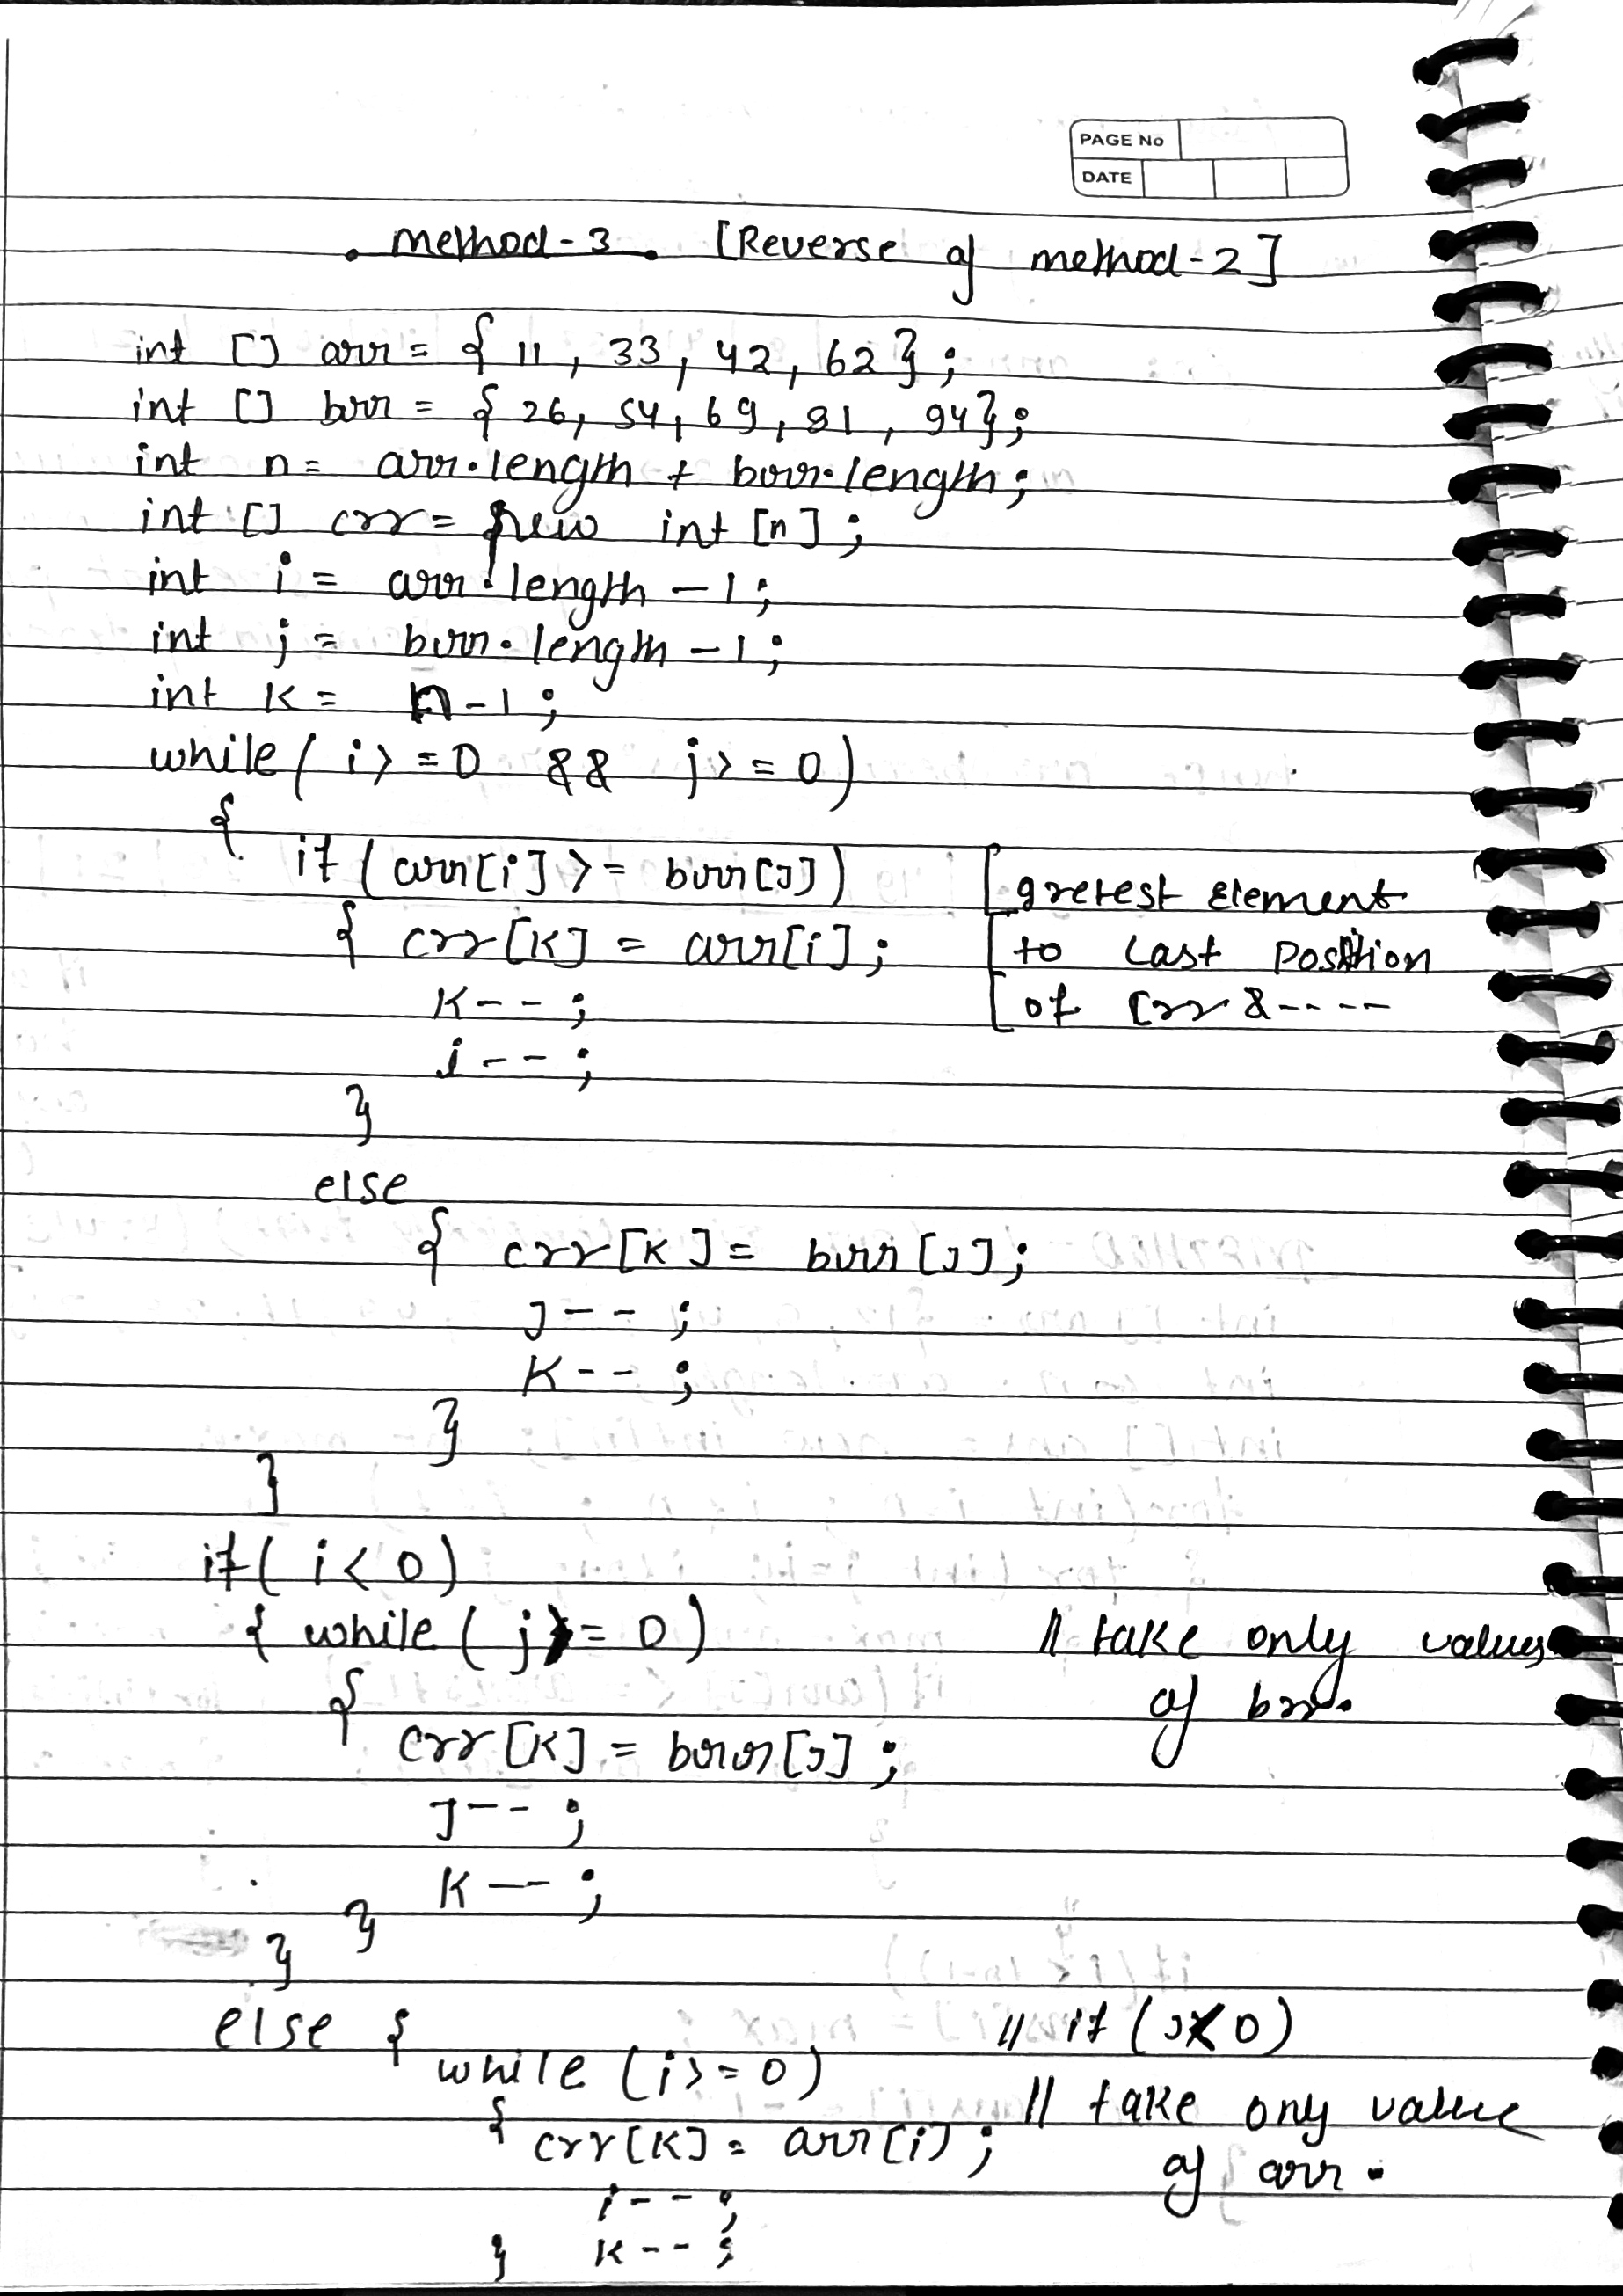 PAGE No
DATE
. method-3. [Reverse of method-2]
int [] arr = { 11, 33, 42, 62};
int [] brr = { 26, 54, 69, 81, 94};
int n = arr.length + brr.length;
int [] crr = new int [n];
int i = arr.length - 1;
int j = brr.length - 1;
int k = n-1;
while( i>=0 && j>=0)
{
if (arr[i] >= brr[j])
{ crr[k] = arr[i];
k--;
i--;
}
[gretest Element
[to Last Position
[of crr & ----
else
{ crr[k] = brr[j];
j--;
k--;
}
}
if( i<0)
{ while ( j>=0) // take only values
{ of brr.
crr[k] = brr[j];
j--;
k--;
}
}
else { // if (j<0)
while (i>=0)
{ // take ony value
crr[k] = arr[i]; of arr.
i--;
} k--;